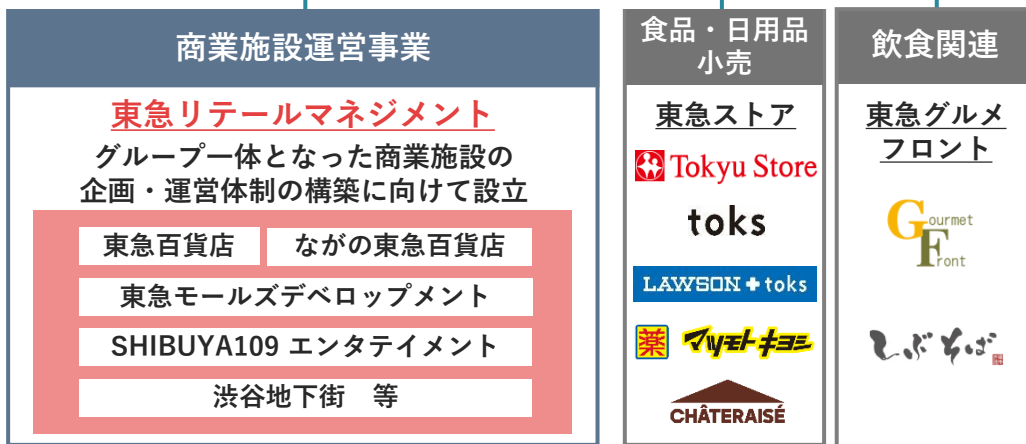 商業施設運営事業
東急リテールマネジメント
グループ一体となった商業施設の
企画・運営体制の構築に向けて設立
東急百貨店
ながの東急百貨店
東急モールズデベロップメント
SHIBUYA109 エンタテイメント
渋谷地下街　等
食品・日用品
小売
東急ストア
Tokyu Store
toks
LAWSON + toks
薬 マツモトキヨシ
CHÂTERAISÉ
飲食関連
東急グルメ
フロント
Gourmet
Front
しぶそば